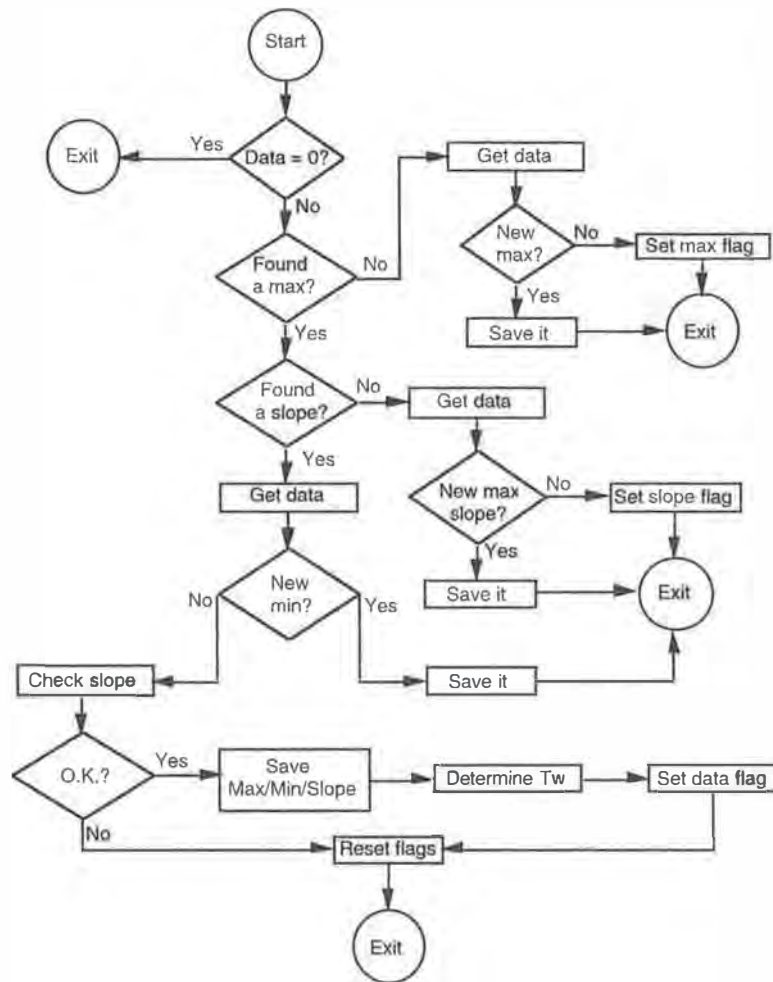 Start
Exit
Yes
Data = 0?
No
Get data
Found
a max?
No
New
max?
No
Set max flag
Yes
Yes
Save it
Exit
Found
a slope?
No
Get data
Yes
Get data
New max
slope?
No
Set slope flag
Yes
New
min?
No
Yes
Save it
Exit
Check slope
Save it
O.K.?
Yes
Save
Max/Min/Slope
Determine Tw
Set data flag
No
Reset flags
Exit